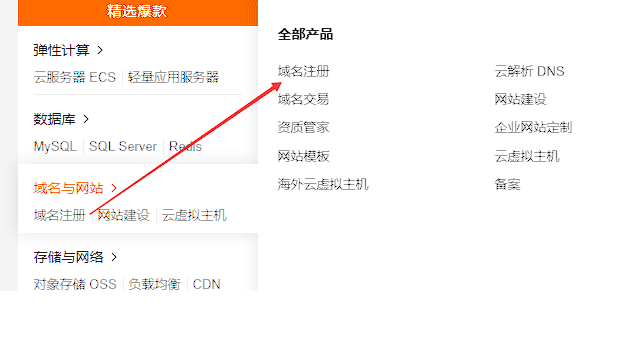 精选爆款
弹性计算 >
云服务器 ECS 轻量应用服务器
数据库 >
MySQL SQL Server Redis
域名与网站 >
域名注册 网站建设 云虚拟主机
存储与网络 >
对象存储 OSS 负载均衡 CDN
全部产品
域名注册 云解析 DNS
域名交易 网站建设
资质管家 企业网站定制
网站模板 云虚拟主机
海外云虚拟主机 备案